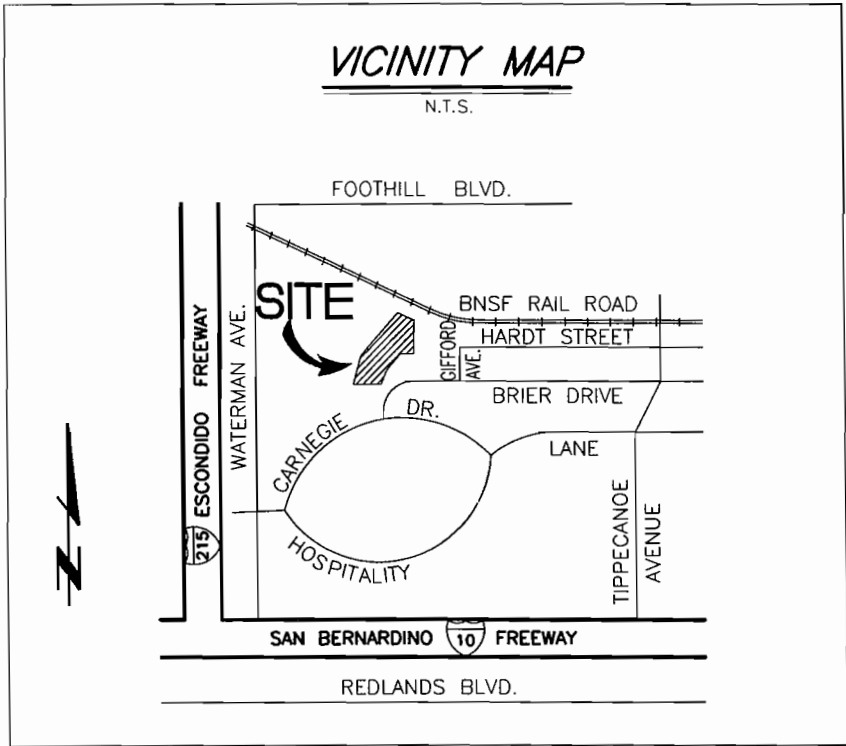 VICINITY MAP
N.T.S.
FOOTHILL BLVD.
SITE
BNSF RAIL ROAD
HARDT STREET
GIFFORD
AVE.
BRIER DRIVE
WATERMAN AVE.
ESCONDIDO FREEWAY
215
CARNEGIE
DR.
LANE
HOSPITALITY
TIPPECANOE
AVENUE
N
SAN BERNARDINO 10 FREEWAY
REDLANDS BLVD.